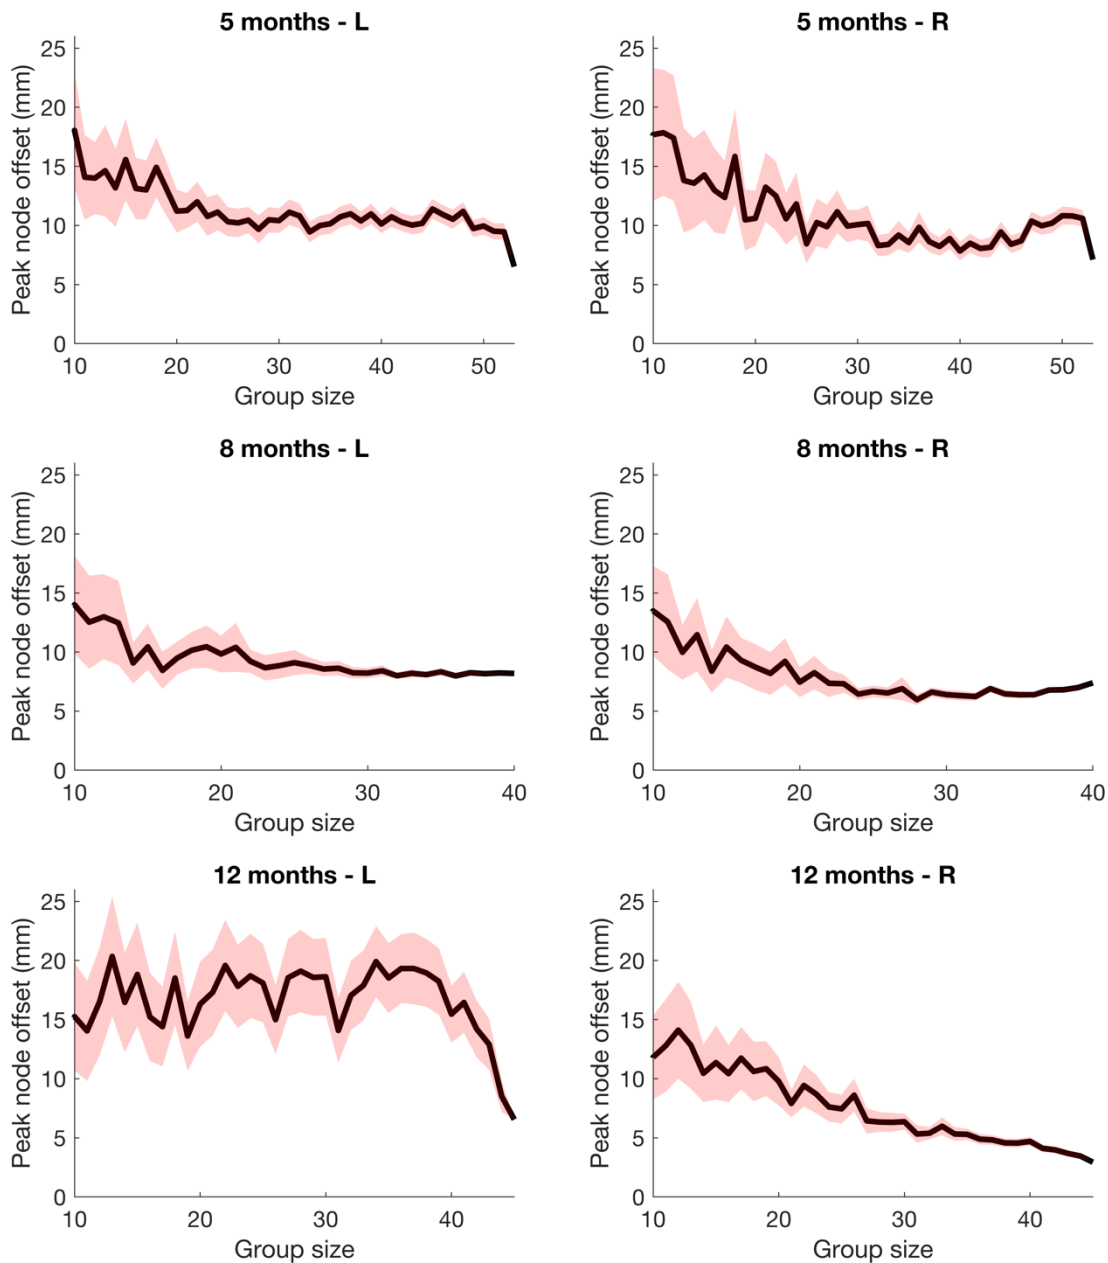 5 months - L
25
20
15
10
5
0
Peak node offset (mm)
10 20 30 40 50
Group size
5 months - R
25
20
15
10
5
0
Peak node offset (mm)
10 20 30 40 50
Group size
8 months - L
25
20
15
10
5
0
Peak node offset (mm)
10 20 30 40
Group size
8 months - R
25
20
15
10
5
0
Peak node offset (mm)
10 20 30 40
Group size
12 months - L
25
20
15
10
5
0
Peak node offset (mm)
10 20 30 40
Group size
12 months - R
25
20
15
10
5
0
Peak node offset (mm)
10 20 30 40
Group size